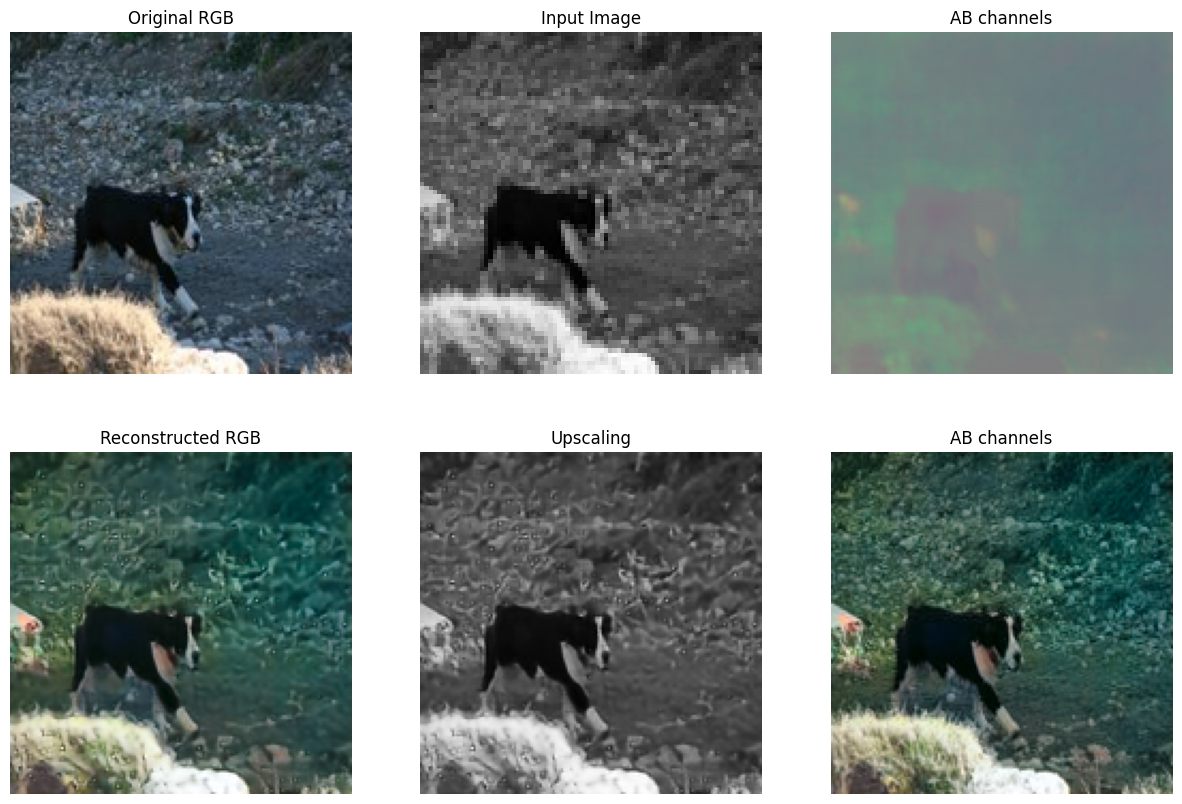 Original RGB
Input Image
AB channels
Reconstructed RGB
Upscaling
AB channels